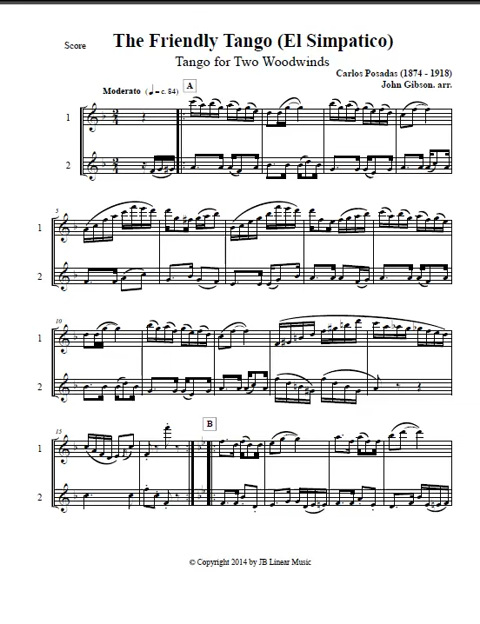 Score
The Friendly Tango (El Simpatico)
Tango for Two Woodwinds
Carlos Posadas (1874 - 1918)
John Gibson. arr.
Moderato (♩ = c. 84)
A
1
2
5
1
2
10
1
2
15
B
1
2
© Copyright 2014 by JB Linear Music